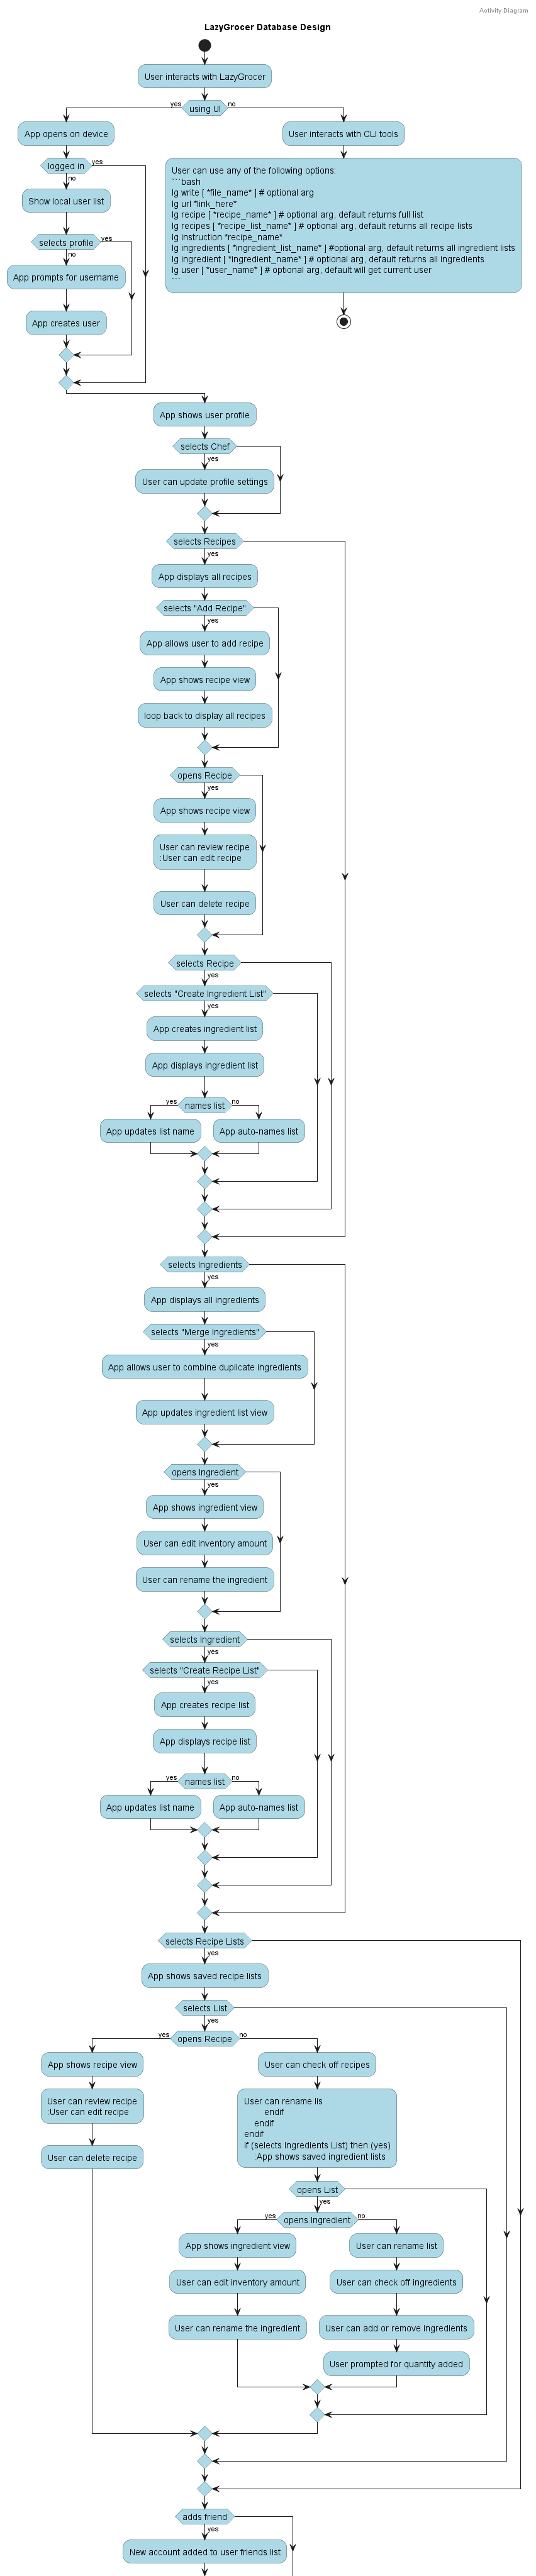 Activity Diagram
LazyGrocer Database Design
User interacts with LazyGrocer
yes
using UI
no
App opens on device
User interacts with CLI tools
logged in
yes
no
User can use any of the following options:
```bash
lg write [ *file_name* ] # optional arg
lg url *link_here*
lg recipe [ *recipe_name* ] # optional arg, default returns full list
lg recipes [ *recipe_list_name* ] # optional arg, default returns all recipe lists
lg instruction *recipe_name*
lg ingredients [ *ingredient_list_name* ] #optional arg, default returns all ingredient lists
lg ingredient [ *ingredient_name* ] # optional arg, default returns all ingredients
lg user [ *user_name* ] # optional arg, default will get current user
```
Show local user list
selects profile
yes
no
App prompts for username
App creates user
App shows user profile
selects Chef
yes
User can update profile settings
selects Recipes
yes
App displays all recipes
selects "Add Recipe"
yes
App allows user to add recipe
App shows recipe view
loop back to display all recipes
opens Recipe
yes
App shows recipe view
User can review recipe
:User can edit recipe
User can delete recipe
selects Recipe
yes
selects "Create Ingredient List"
yes
App creates ingredient list
App displays ingredient list
yes
names list
no
App updates list name
App auto-names list
selects Ingredients
yes
App displays all ingredients
selects "Merge Ingredients"
yes
App allows user to combine duplicate ingredients
App updates ingredient list view
opens Ingredient
yes
App shows ingredient view
User can edit inventory amount
User can rename the ingredient
selects Ingredient
yes
selects "Create Recipe List"
yes
App creates recipe list
App displays recipe list
yes
names list
no
App updates list name
App auto-names list
selects Recipe Lists
yes
App shows saved recipe lists
selects List
yes
yes
opens Recipe
no
App shows recipe view
User can check off recipes
User can review recipe
:User can edit recipe
User can delete recipe
User can rename lis
endif
endif
endif
if (selects Ingredients List) then (yes)
:App shows saved ingredient lists
opens List
yes
yes
opens Ingredient
no
App shows ingredient view
User can rename list
User can edit inventory amount
User can check off ingredients
User can rename the ingredient
User can add or remove ingredients
User prompted for quantity added
adds friend
yes
New account added to user friends list